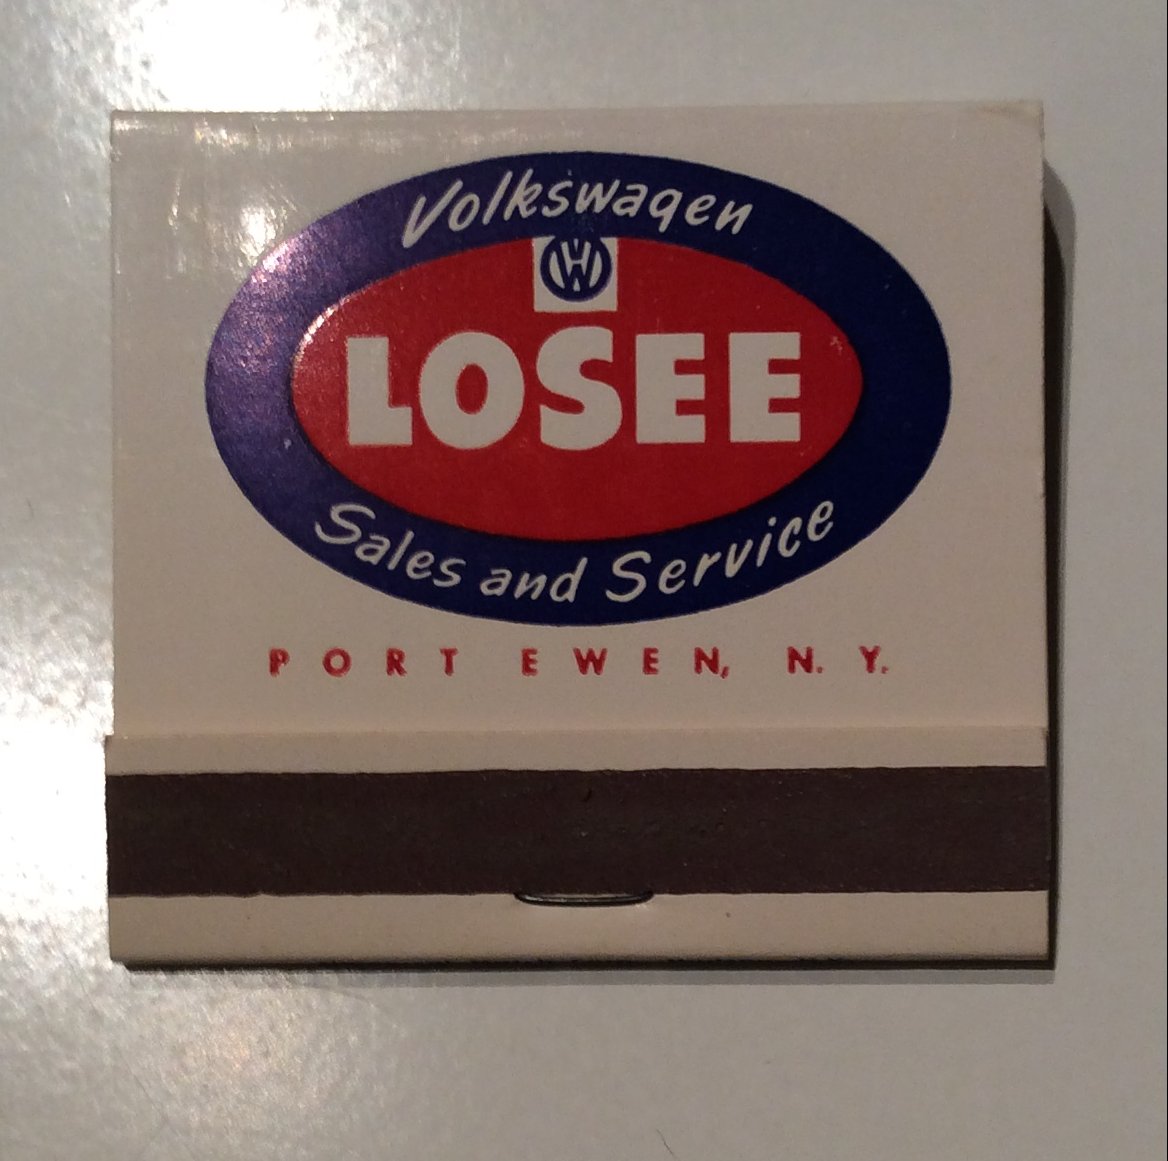 Volkswagen
VW
LOSEE
Sales and Service
PORT EWEN, N. Y.